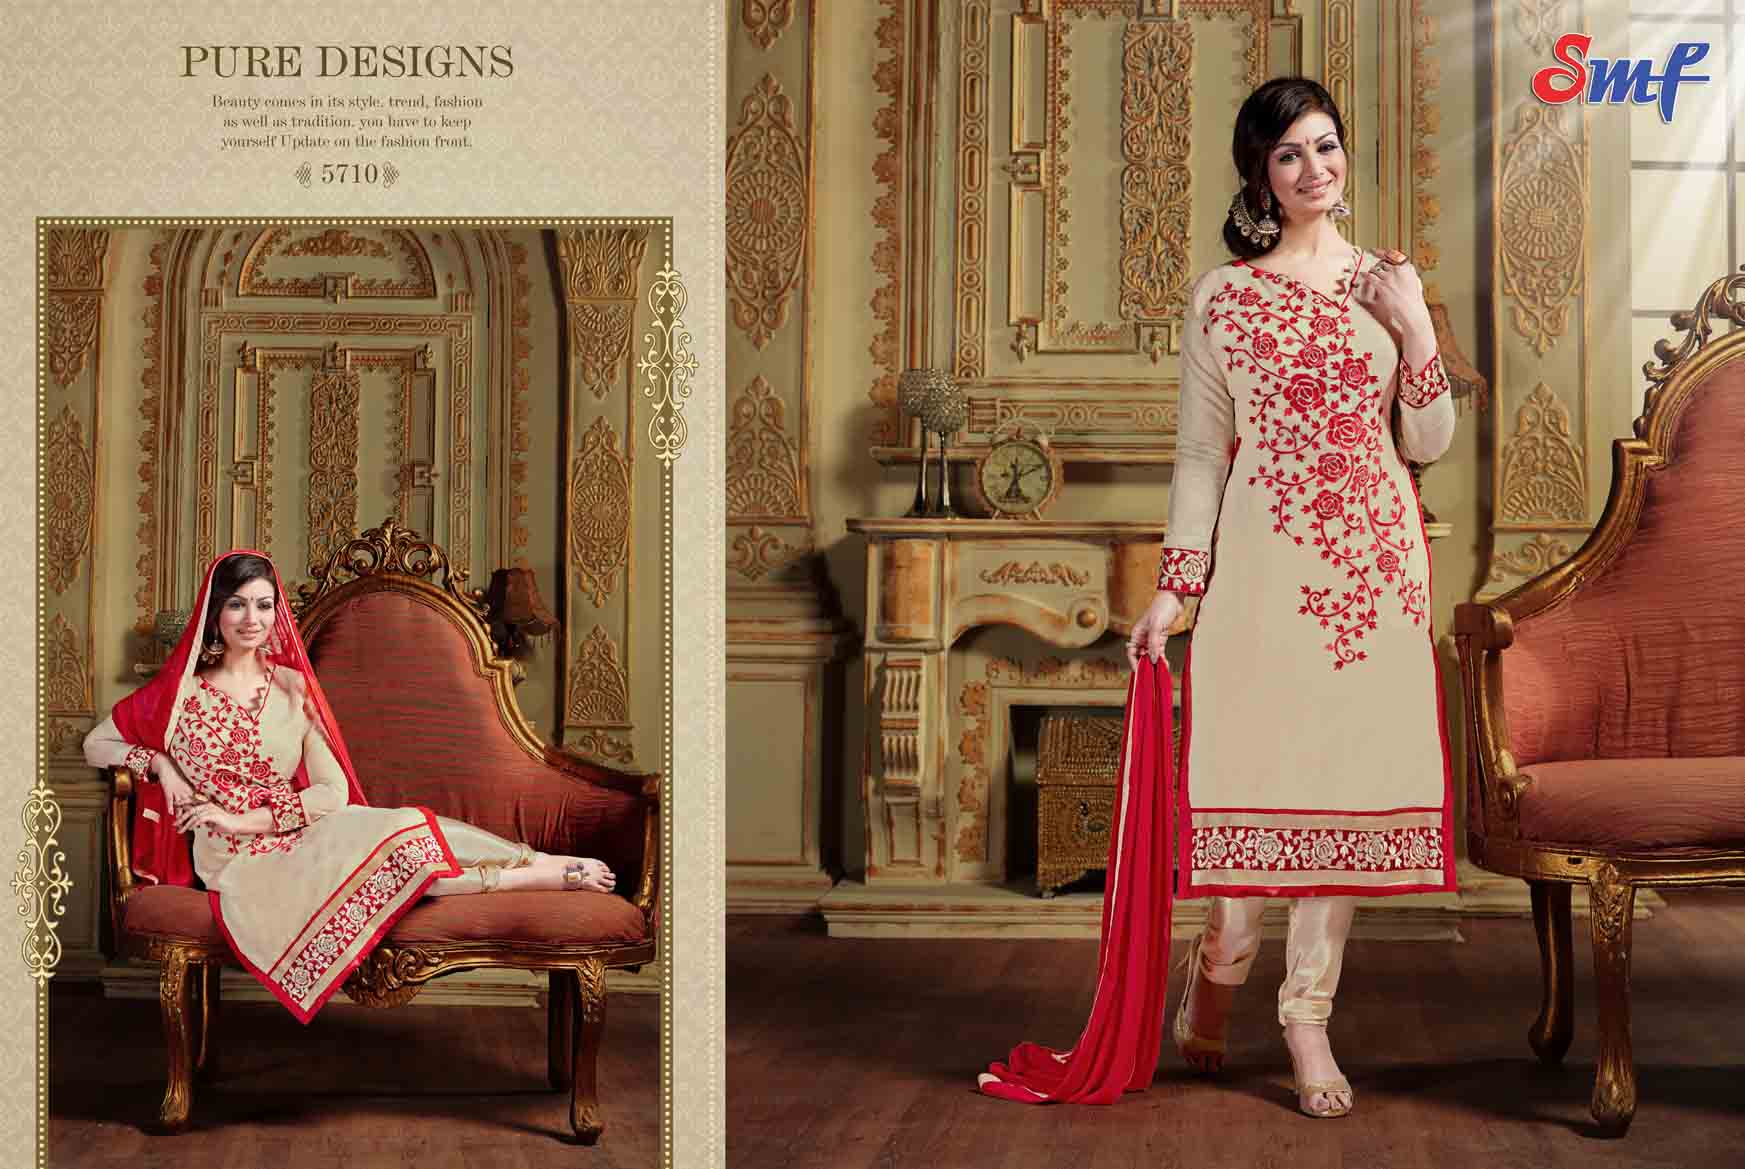 PURE DESIGNS
Beauty comes in its style, trend, fashion
as well as tradition. you have to keep
yourself Update on the fashion front.
5710
Smf